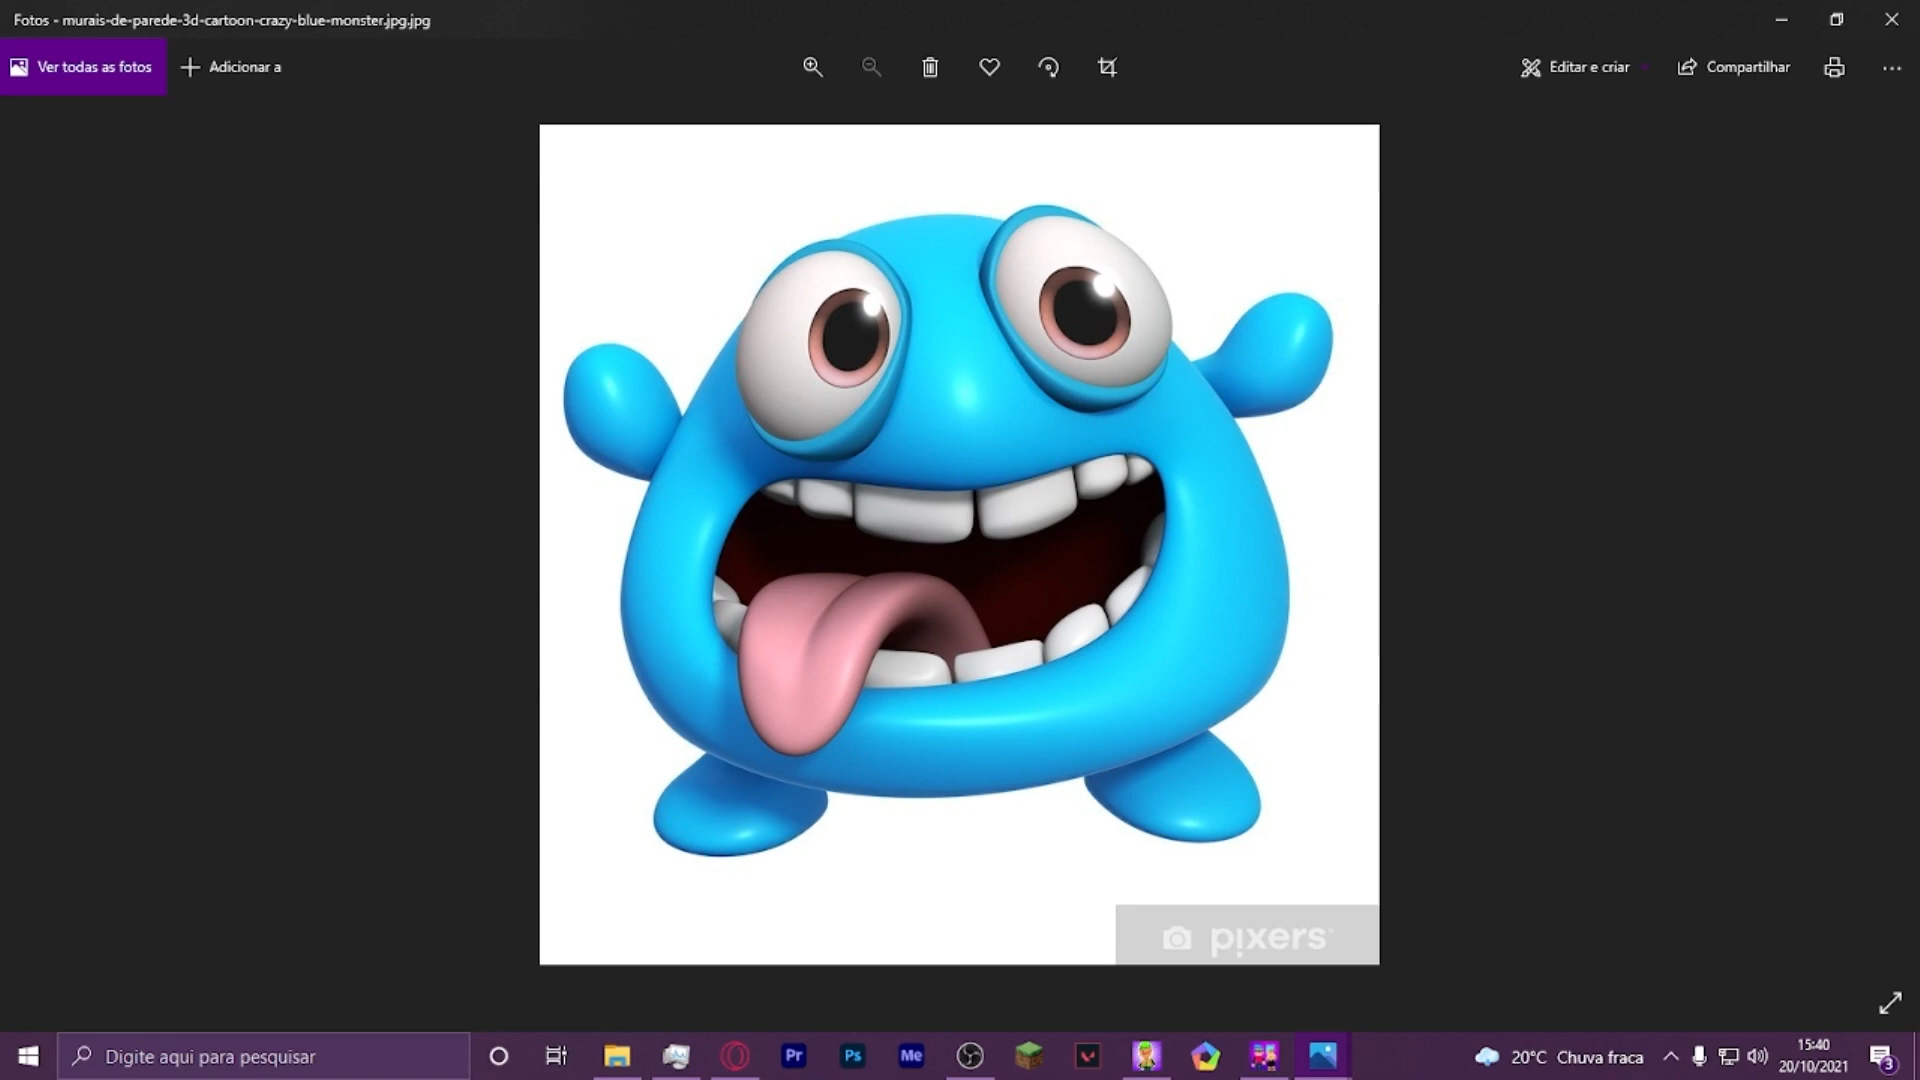 Fotos - murais-de-parede-3d-cartoon-crazy-blue-monster.jpg.jpg
Ver todas as fotos
Adicionar a
Editar e criar
Compartilhar
pixers
Digite aqui para pesquisar
Pr
Ps
Me
20°C Chuva fraca
15:40
20/10/2021
3